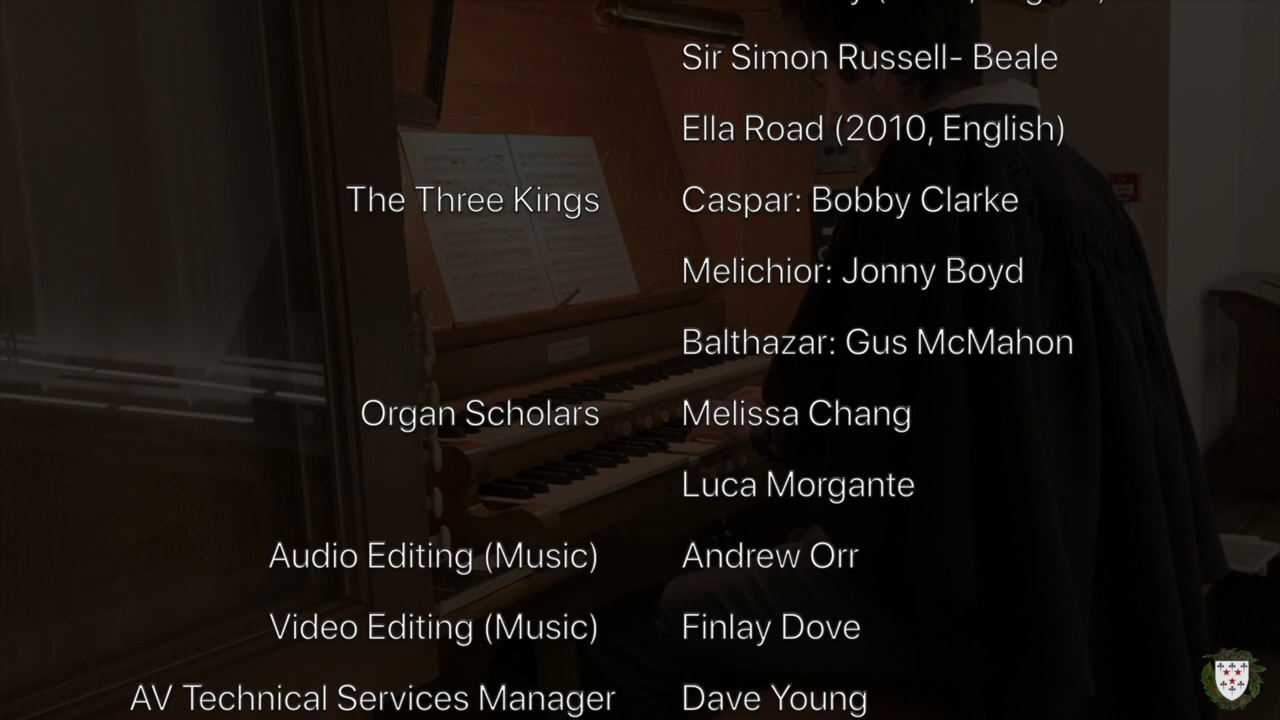 Sir Simon Russell- Beale
Ella Road (2010, English)
The Three Kings Caspar: Bobby Clarke
Melichior: Jonny Boyd
Balthazar: Gus McMahon
Organ Scholars Melissa Chang
Luca Morgante
Audio Editing (Music) Andrew Orr
Video Editing (Music) Finlay Dove
AV Technical Services Manager Dave Young